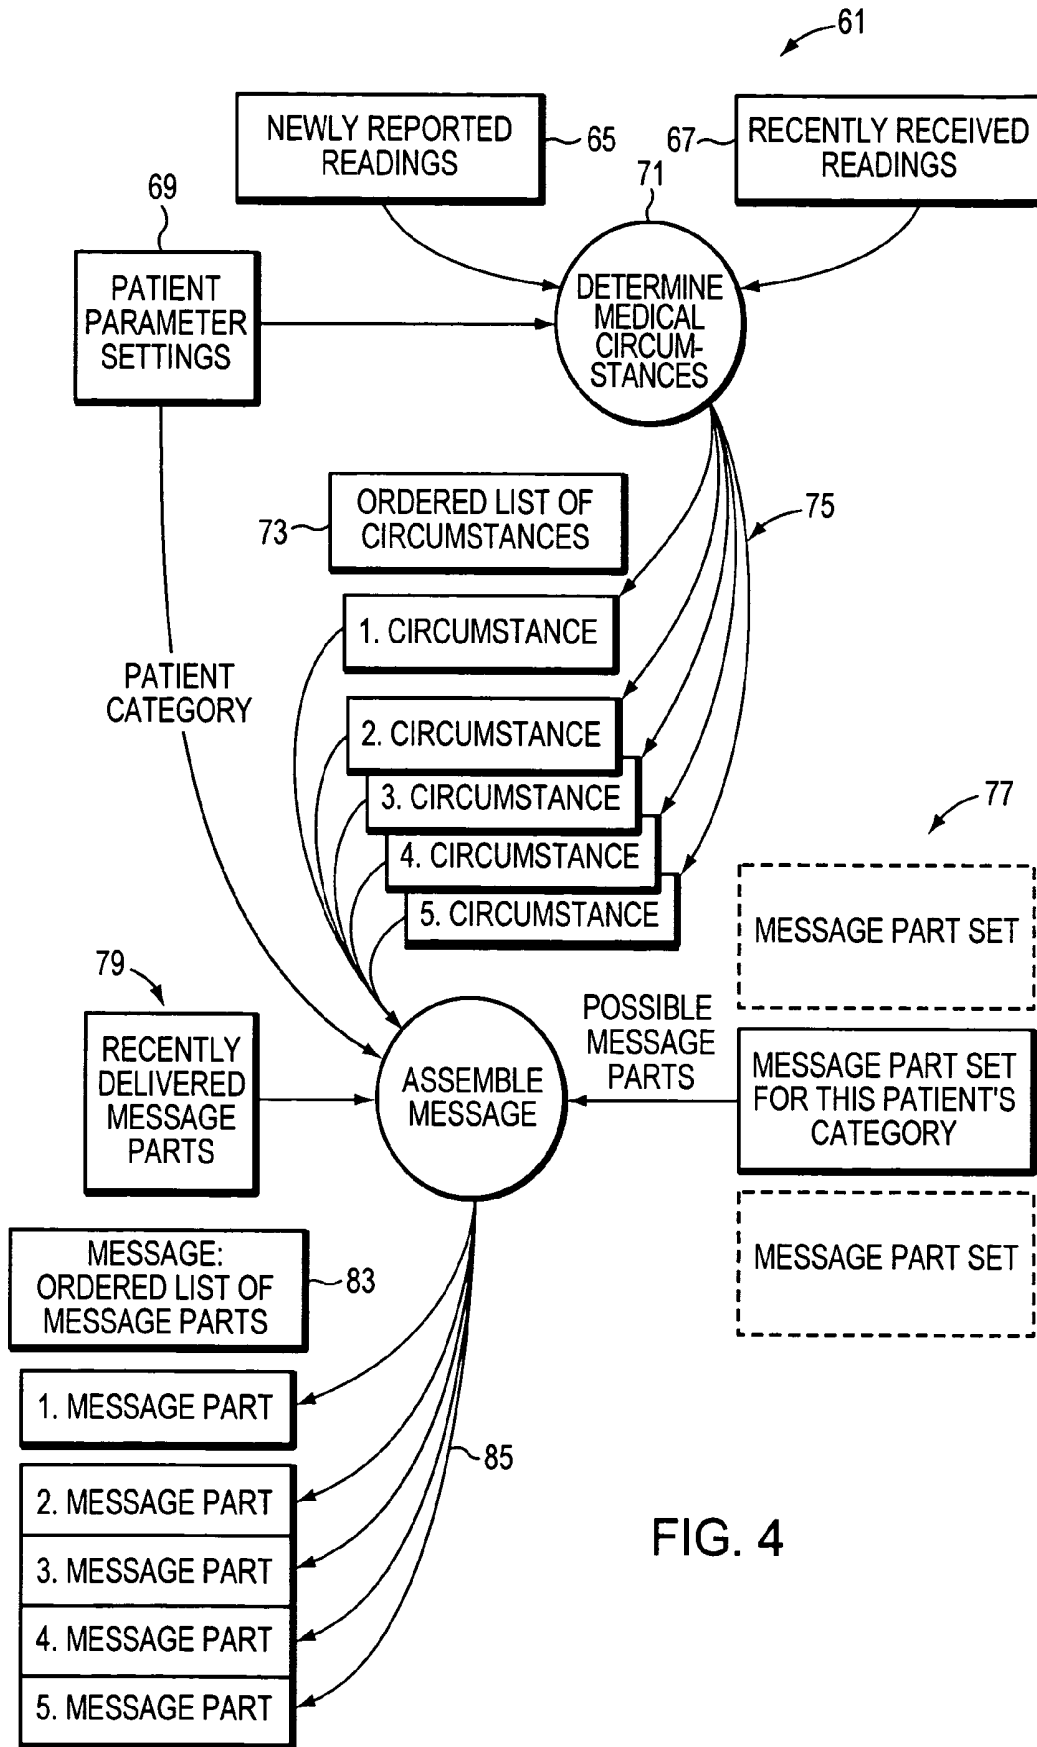 61
NEWLY REPORTED
READINGS
65
67
RECENTLY RECEIVED
READINGS
69
71
PATIENT
PARAMETER
SETTINGS
DETERMINE
MEDICAL
CIRCUM-
STANCES
73
ORDERED LIST OF
CIRCUMSTANCES
75
1. CIRCUMSTANCE
PATIENT
CATEGORY
2. CIRCUMSTANCE
3. CIRCUMSTANCE
4. CIRCUMSTANCE
5. CIRCUMSTANCE
77
MESSAGE PART SET
79
RECENTLY
DELIVERED
MESSAGE
PARTS
ASSEMBLE
MESSAGE
POSSIBLE
MESSAGE
PARTS
MESSAGE PART SET
FOR THIS PATIENT'S
CATEGORY
MESSAGE PART SET
MESSAGE:
ORDERED LIST OF
MESSAGE PARTS
83
1. MESSAGE PART
85
2. MESSAGE PART
3. MESSAGE PART
4. MESSAGE PART
5. MESSAGE PART
FIG. 4